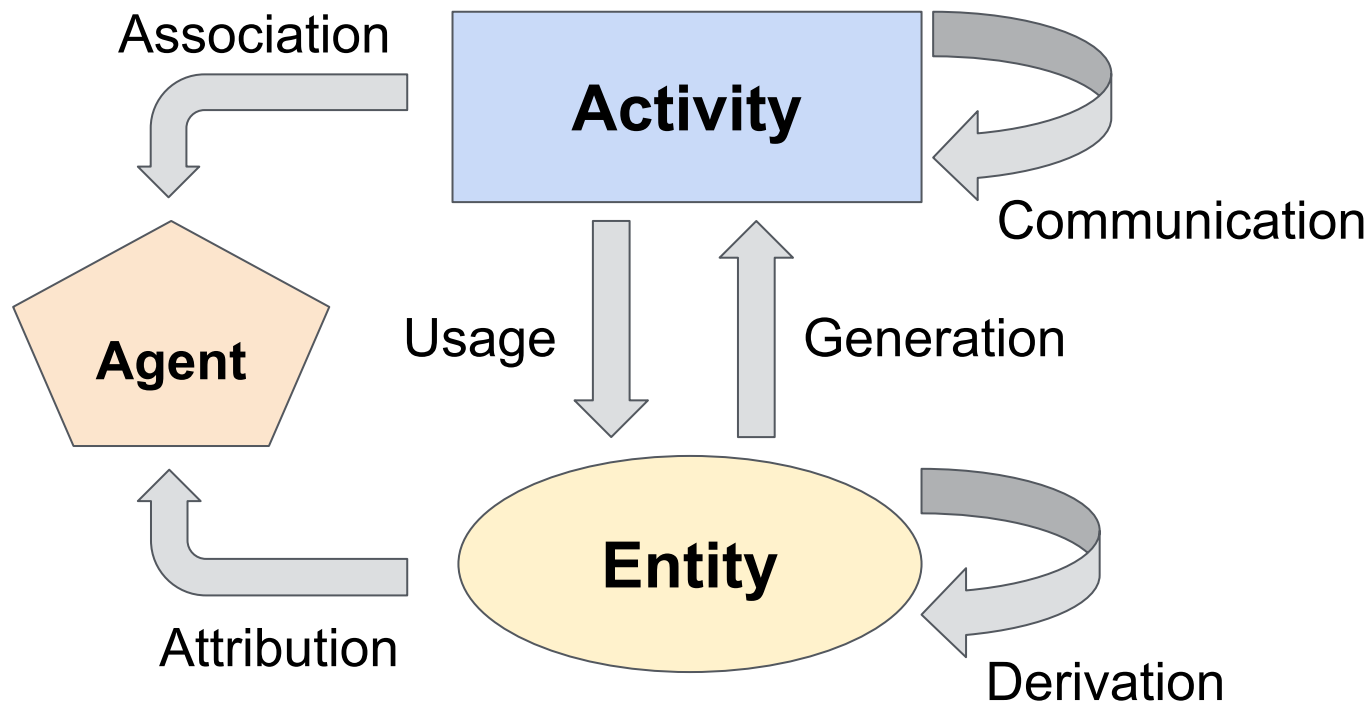 Association
Activity
Communication
Agent
Usage
Generation
Entity
Attribution
Derivation